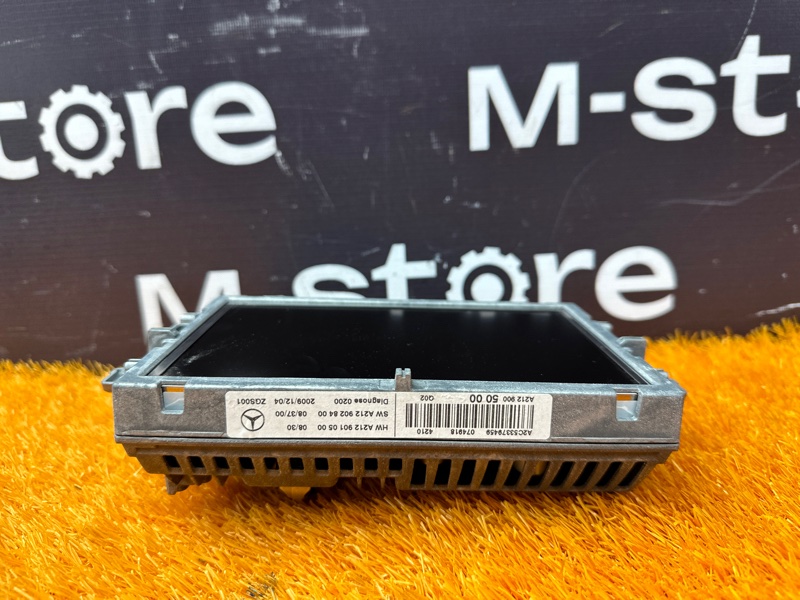 tore
M-st
M-store
A212 900 50 00 Q02
A2C53379459 074918 4210
HW A212 901 05 00 08/30
SW A212 902 84 00 08/37/00
Diagnose 0200 2009/12/04 ZGS001